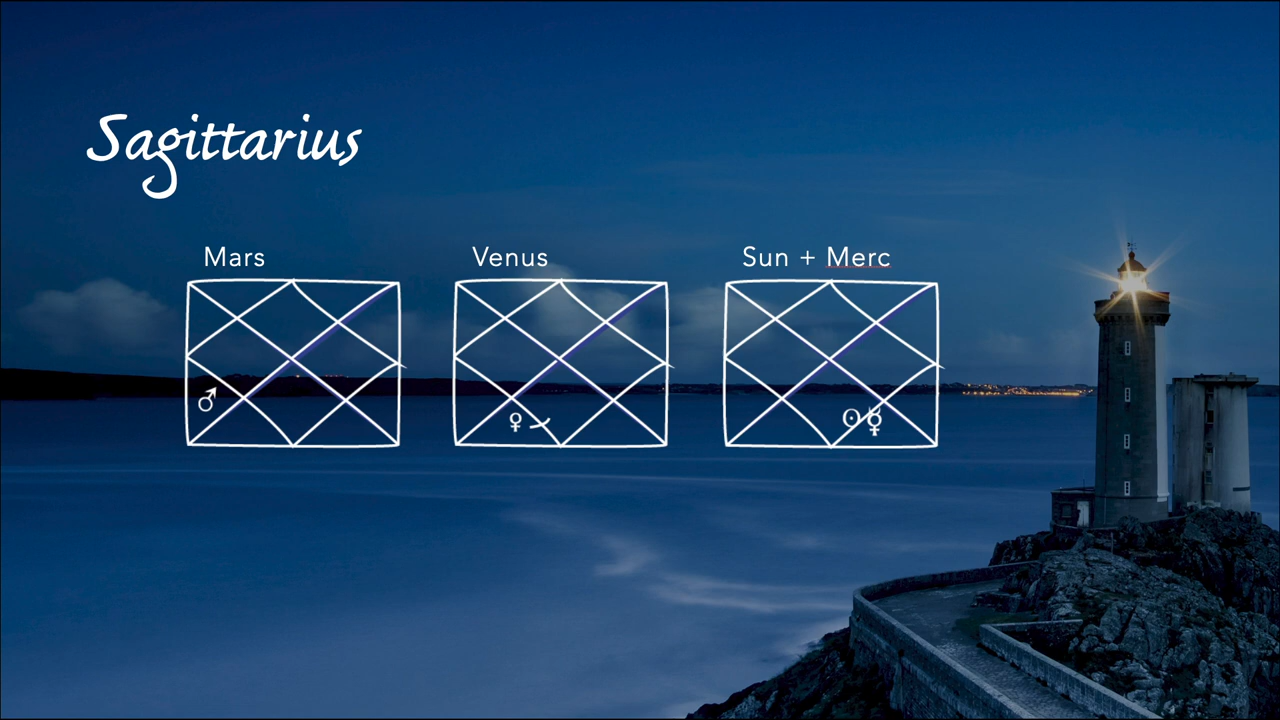 Sagittarius
Mars
Venus
Sun + Merc
♂
♀
☉☿